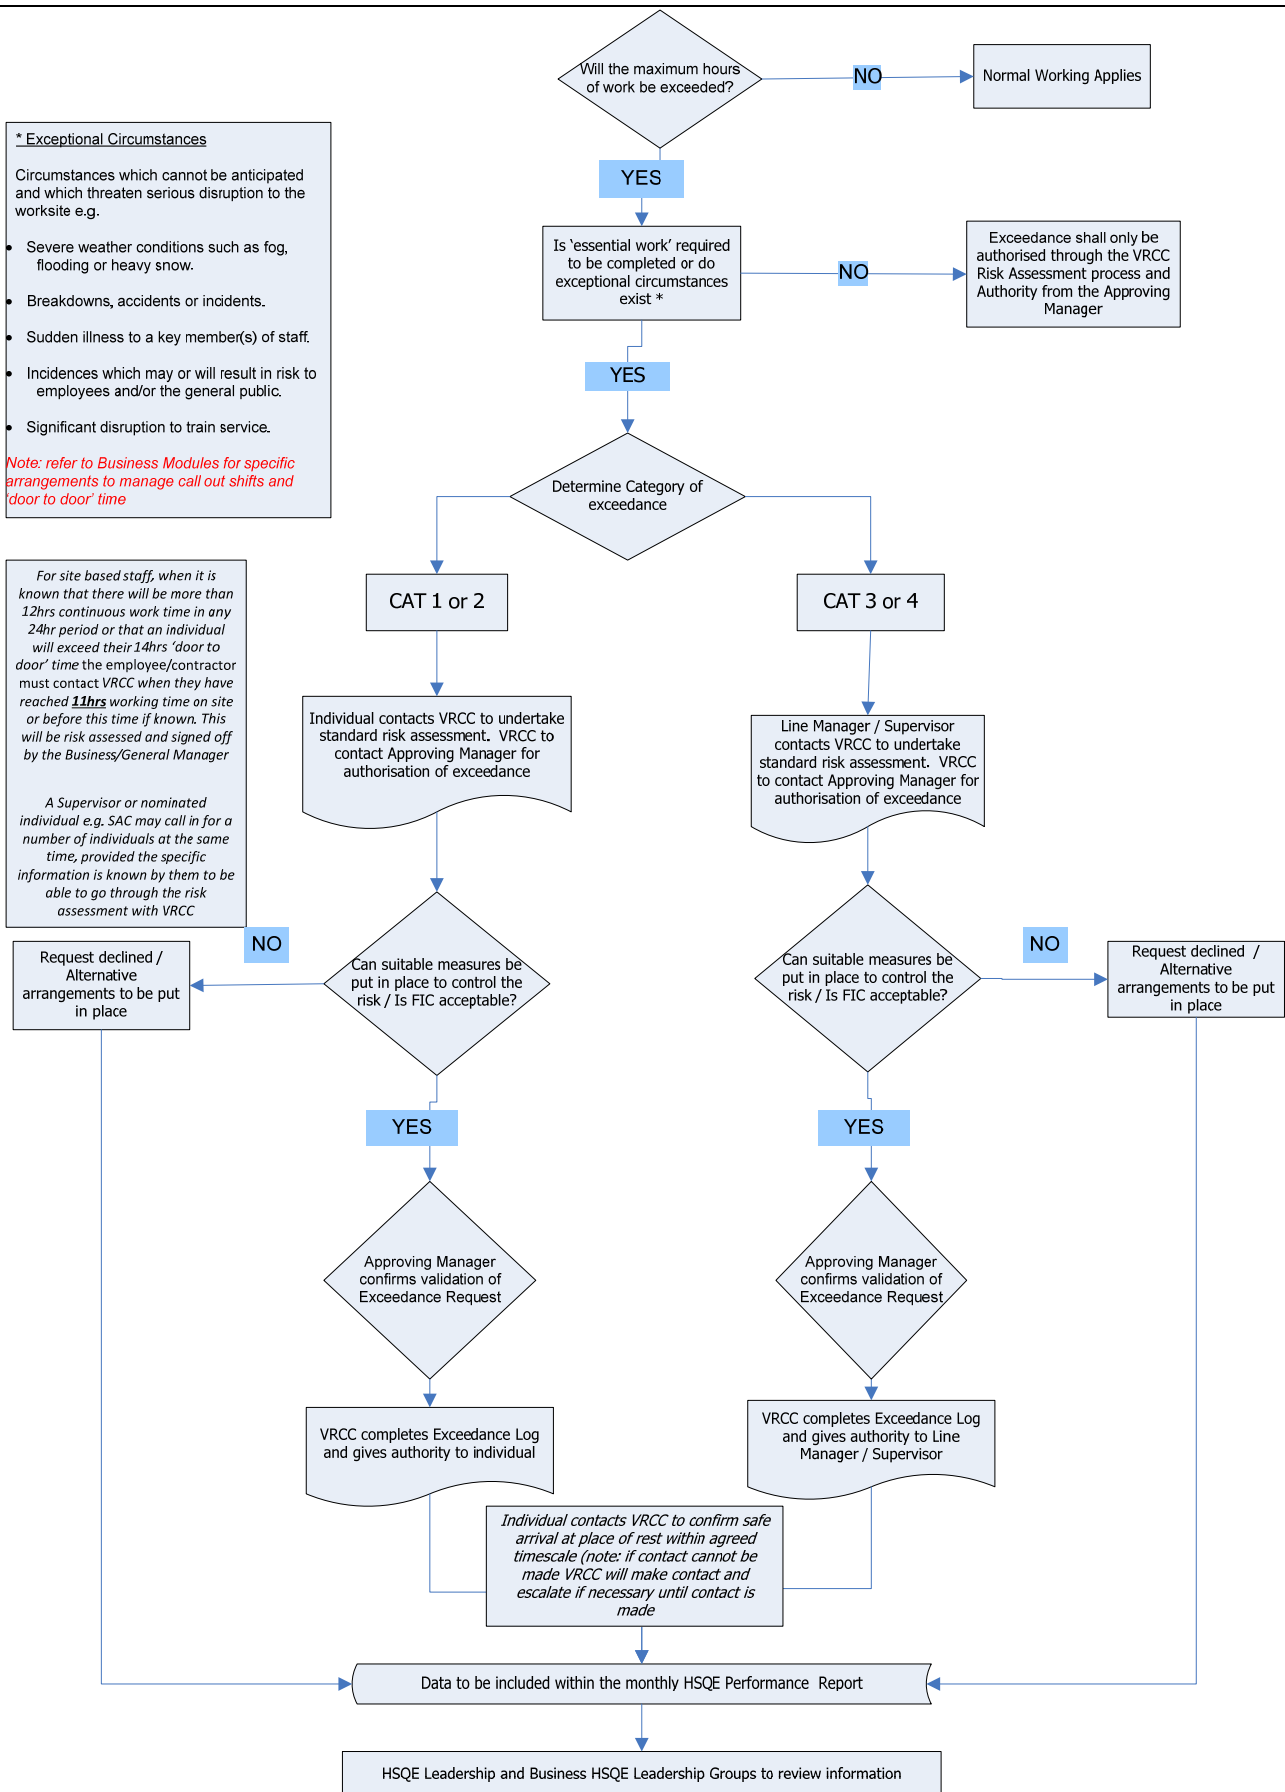 Will the maximum hours
of work be exceeded?
NO
Normal Working Applies
YES
* Exceptional Circumstances
Circumstances which cannot be anticipated
and which threaten serious disruption to the
worksite e.g.
• Severe weather conditions such as fog,
flooding or heavy snow.
• Breakdowns, accidents or incidents.
• Sudden illness to a key member(s) of staff.
• Incidences which may or will result in risk to
employees and/or the general public.
• Significant disruption to train service.
Note: refer to Business Modules for specific
arrangements to manage call out shifts and
‘door to door’ time
Is ‘essential work’ required
to be completed or do
exceptional circumstances
exist *
NO
Exceedance shall only be
authorised through the VRCC
Risk Assessment process and
Authority from the Approving
Manager
YES
Determine Category of
exceedance
CAT 1 or 2
CAT 3 or 4
For site based staff, when it is
known that there will be more than
12hrs continuous work time in any
24hr period or that an individual
will exceed their 14hrs ‘door to
door’ time the employee/contractor
must contact VRCC when they have
reached 11hrs working time on site
or before this time if known. This
will be risk assessed and signed off
by the Business/General Manager
A Supervisor or nominated
individual e.g. SAC may call in for a
number of individuals at the same
time, provided the specific
information is known by them to be
able to go through the risk
assessment with VRCC
Individual contacts VRCC to undertake
standard risk assessment. VRCC to
contact Approving Manager for
authorisation of exceedance
Line Manager / Supervisor
contacts VRCC to undertake
standard risk assessment. VRCC
to contact Approving Manager for
authorisation of exceedance
NO
Request declined /
Alternative
arrangements to be put
in place
Can suitable measures be
put in place to control the
risk / Is FIC acceptable?
Can suitable measures be
put in place to control the
risk / Is FIC acceptable?
NO
Request declined /
Alternative
arrangements to be put
in place
YES
YES
Approving Manager
confirms validation of
Exceedance Request
Approving Manager
confirms validation of
Exceedance Request
VRCC completes Exceedance Log
and gives authority to individual
VRCC completes Exceedance Log
and gives authority to Line
Manager / Supervisor
Individual contacts VRCC to confirm safe
arrival at place of rest within agreed
timescale (note: if contact cannot be
made VRCC will make contact and
escalate if necessary until contact is
made
Data to be included within the monthly HSQE Performance Report
HSQE Leadership and Business HSQE Leadership Groups to review information